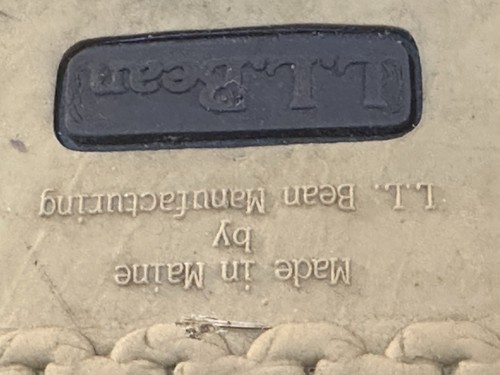 Made in Maine
by
L.L. Bean Manufacturing
L.L.Bean